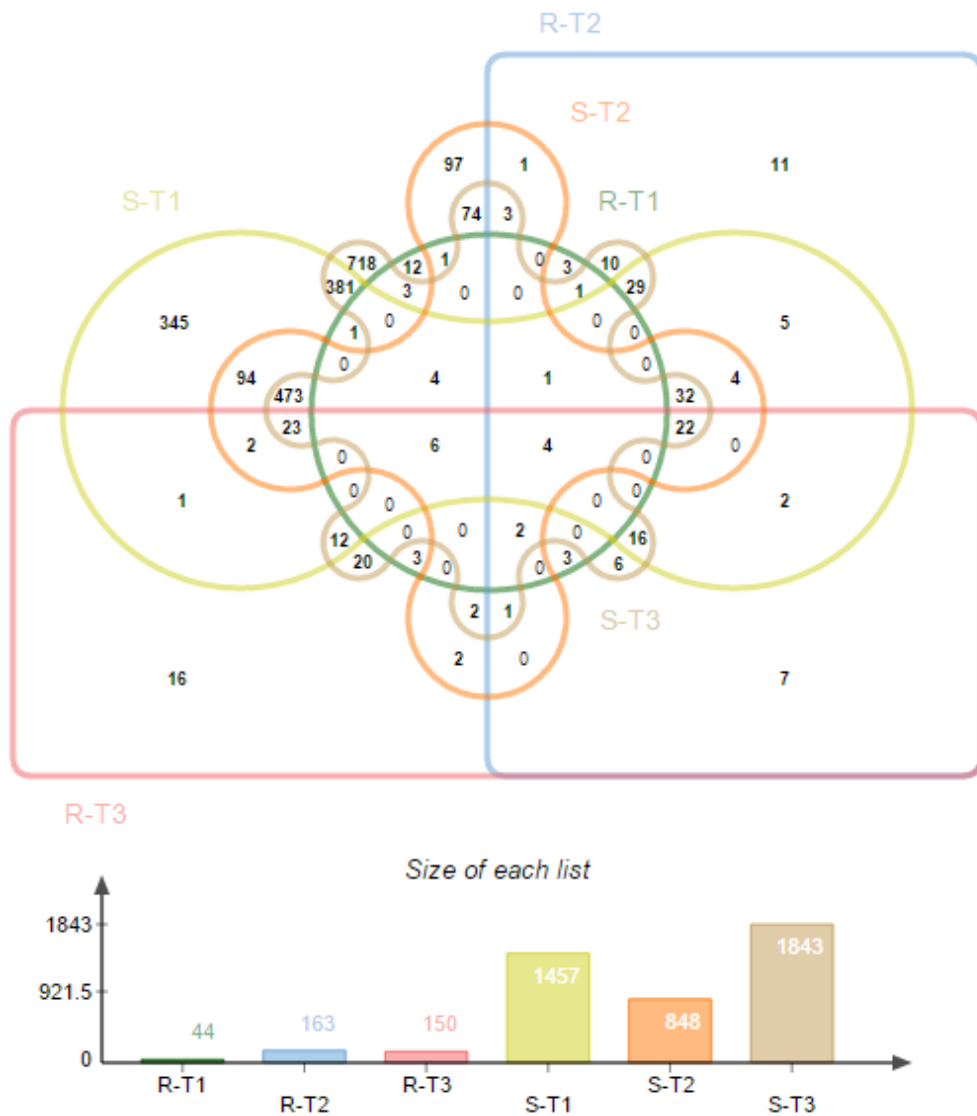 R-T2
S-T2
97 1 11
S-T1 R-T1
74 3
718 12 1 0 3 10
381 3 0 0 1 29
345 1 0 0 0 5
0 0
94 473 4 1 32 4
2 23 6 4 22 0
0 0
1 0 0 0 0 2
12 0 0 2 0 16
20 3 0 0 3 6
2 1 S-T3
2 0
16 7
R-T3
Size of each list
1843
921.5
0
44 163 150 1457 848 1843
R-T1 R-T2 R-T3 S-T1 S-T2 S-T3